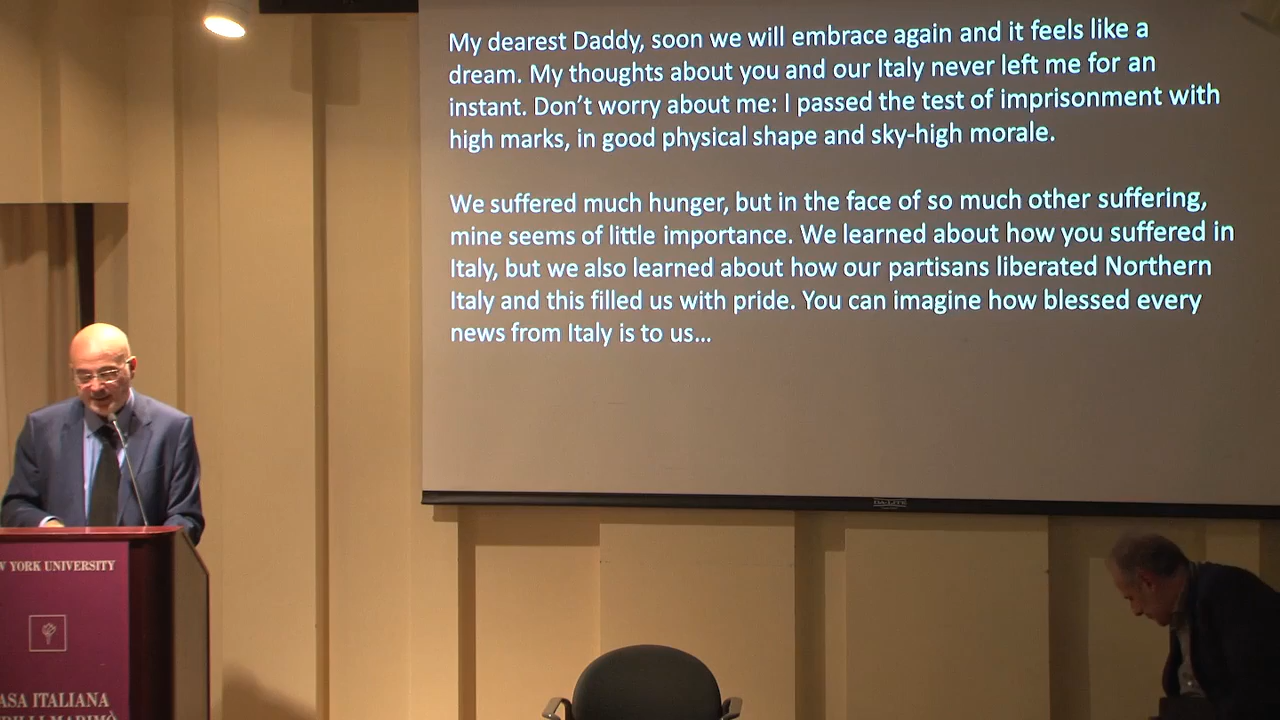 My dearest Daddy, soon we will embrace again and it feels like a
dream. My thoughts about you and our Italy never left me for an
instant. Don’t worry about me: I passed the test of imprisonment with
high marks, in good physical shape and sky-high morale.
We suffered much hunger, but in the face of so much other suffering,
mine seems of little importance. We learned about how you suffered in
Italy, but we also learned about how our partisans liberated Northern
Italy and this filled us with pride. You can imagine how blessed every
news from Italy is to us…
DA-LITE
W YORK UNIVERSITY
ASA ITALIANA